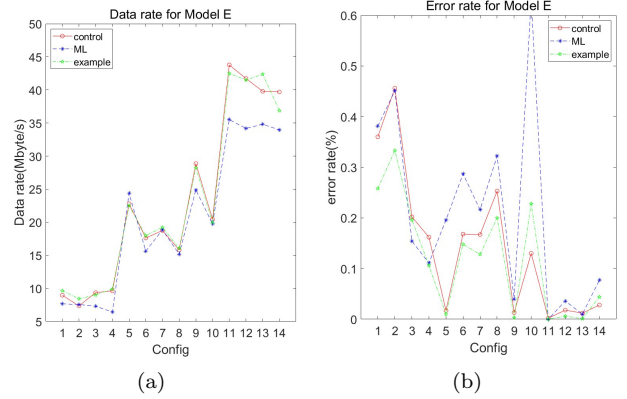 Data rate for Model E
control
ML
example
Data rate(Mbyte/s)
50
45
40
35
30
25
20
15
10
5
1 2 3 4 5 6 7 8 9 10 11 12 13 14
Config
(a)
Error rate for Model E
control
ML
example
error rate(%)
0.6
0.5
0.4
0.3
0.2
0.1
0
1 2 3 4 5 6 7 8 9 10 11 12 13 14
Config
(b)